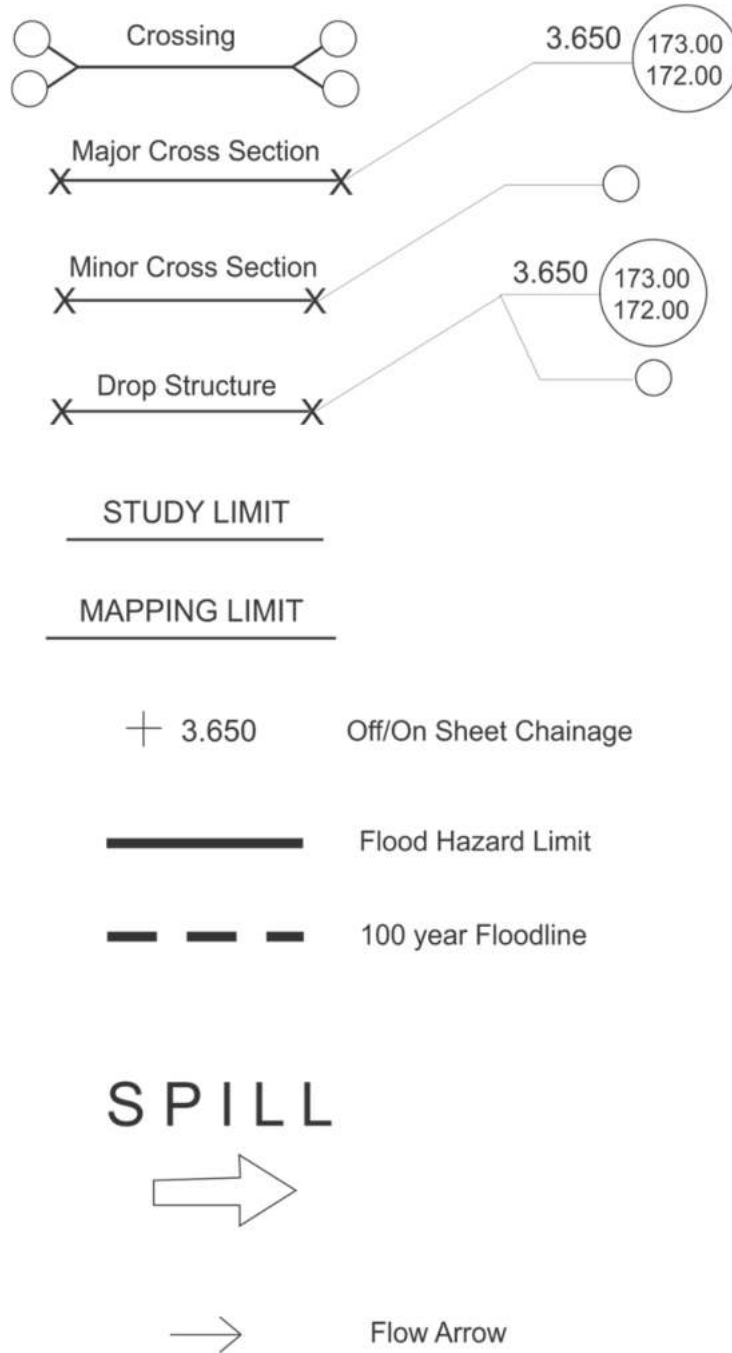 Crossing
3.650
173.00
172.00
Major Cross Section
X X
Minor Cross Section
X X
3.650
173.00
172.00
Drop Structure
X X
STUDY LIMIT
MAPPING LIMIT
3.650 Off/On Sheet Chainage
Flood Hazard Limit
100 year Floodline
SPILL
Flow Arrow